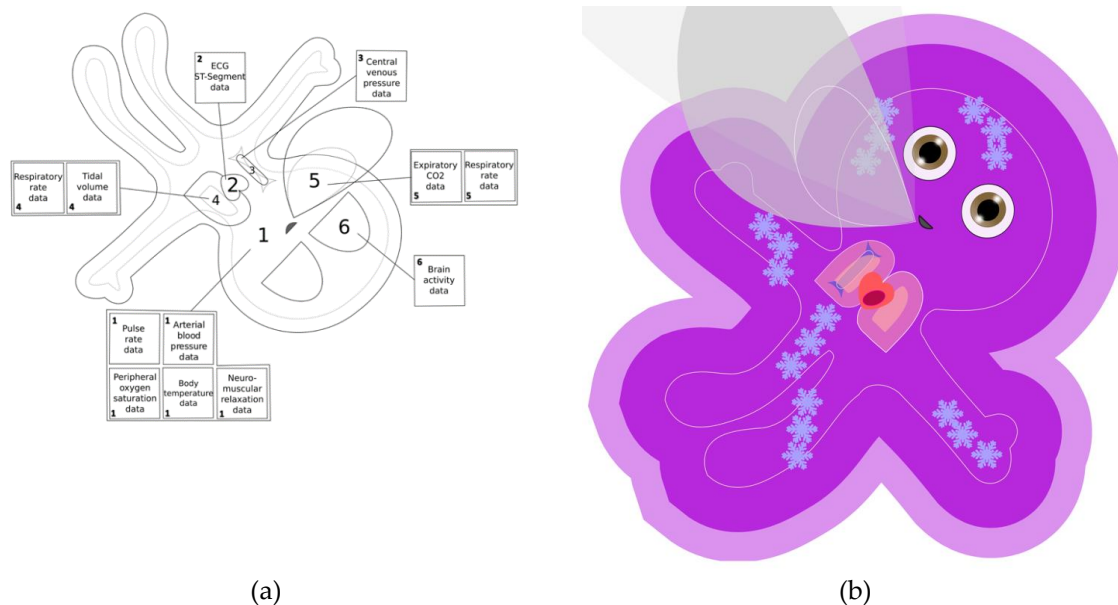 2
ECG
ST-Segment
data
3
Central
venous
pressure
data
Respiratory
rate
data
4
Tidal
volume
data
4
2
3
4
5
Expiratory
CO2
data
5
Respiratory
rate
data
5
1
6
6
Brain
activity
data
1
Pulse
rate
data
1
Arterial
blood
pressure
data
Peripheral
oxygen
saturation
data
1
Body
temperature
data
1
Neuro-
muscular
relaxation
data
1
(a)
(b)